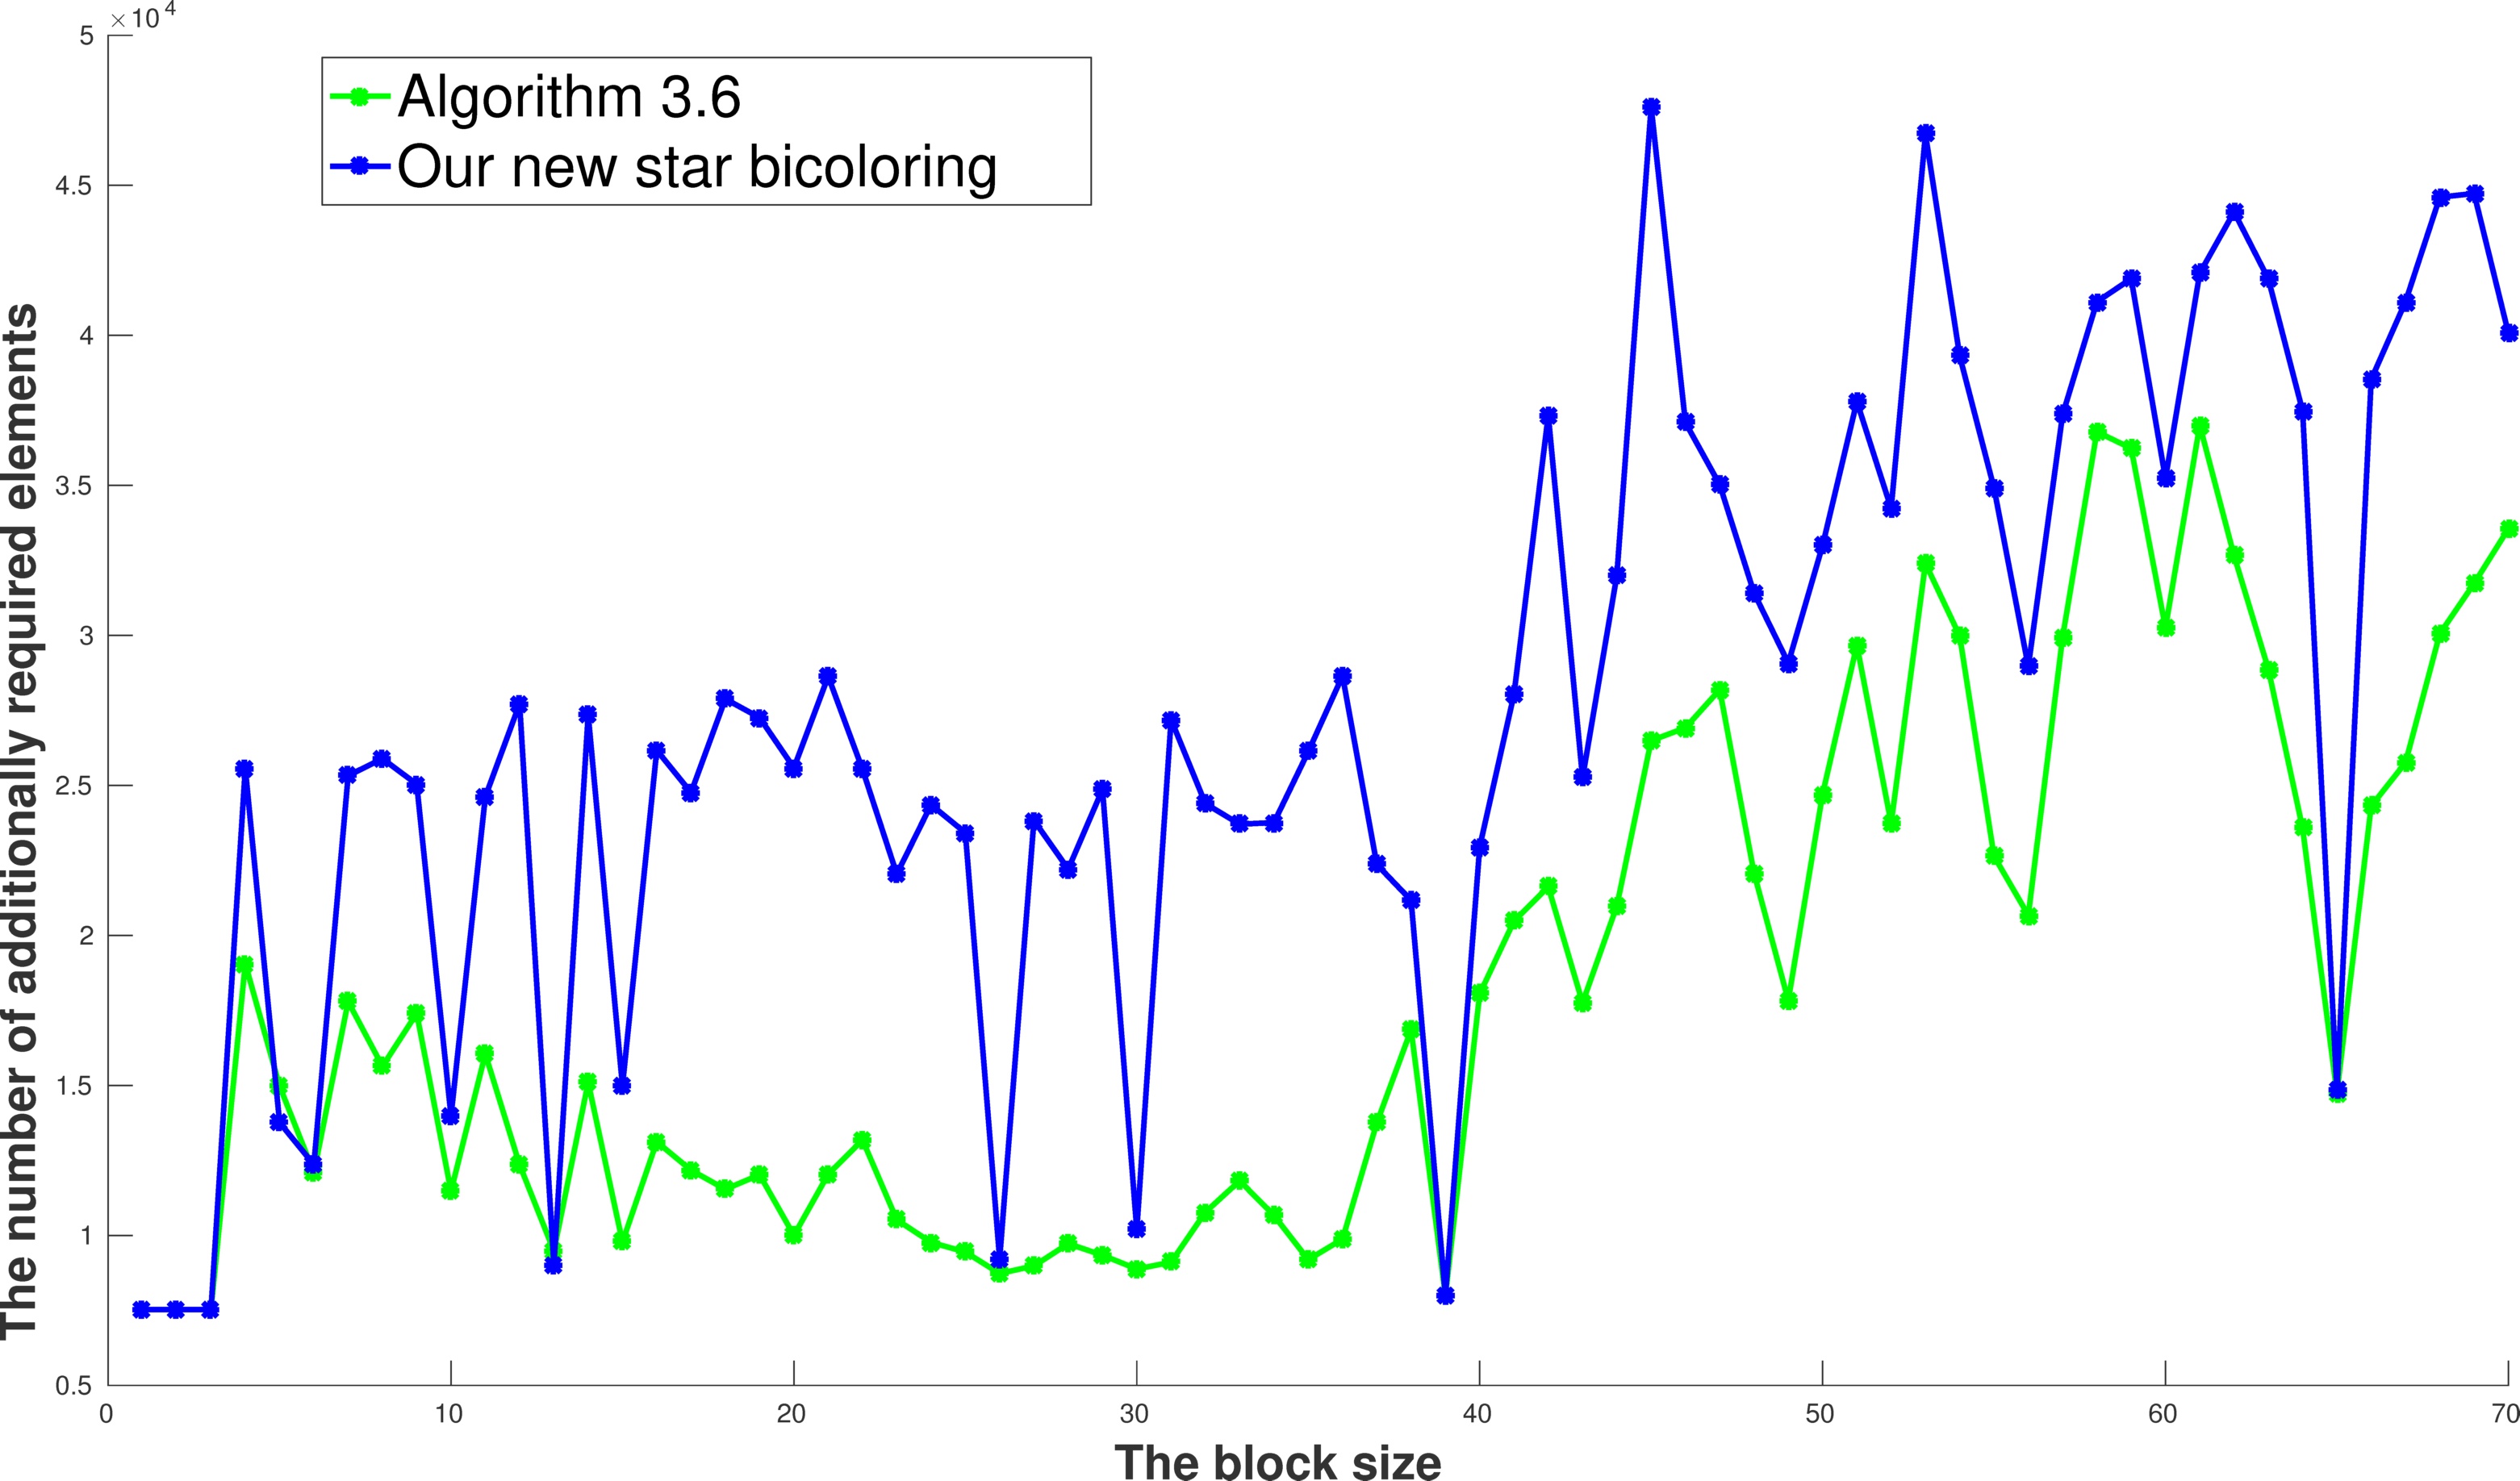 ×10 4
5
4.5
4
3.5
3
2.5
2
1.5
1
0.5
The number of additionally required elements
Algorithm 3.6
Our new star bicoloring
0 10 20 30 40 50 60 70
The block size